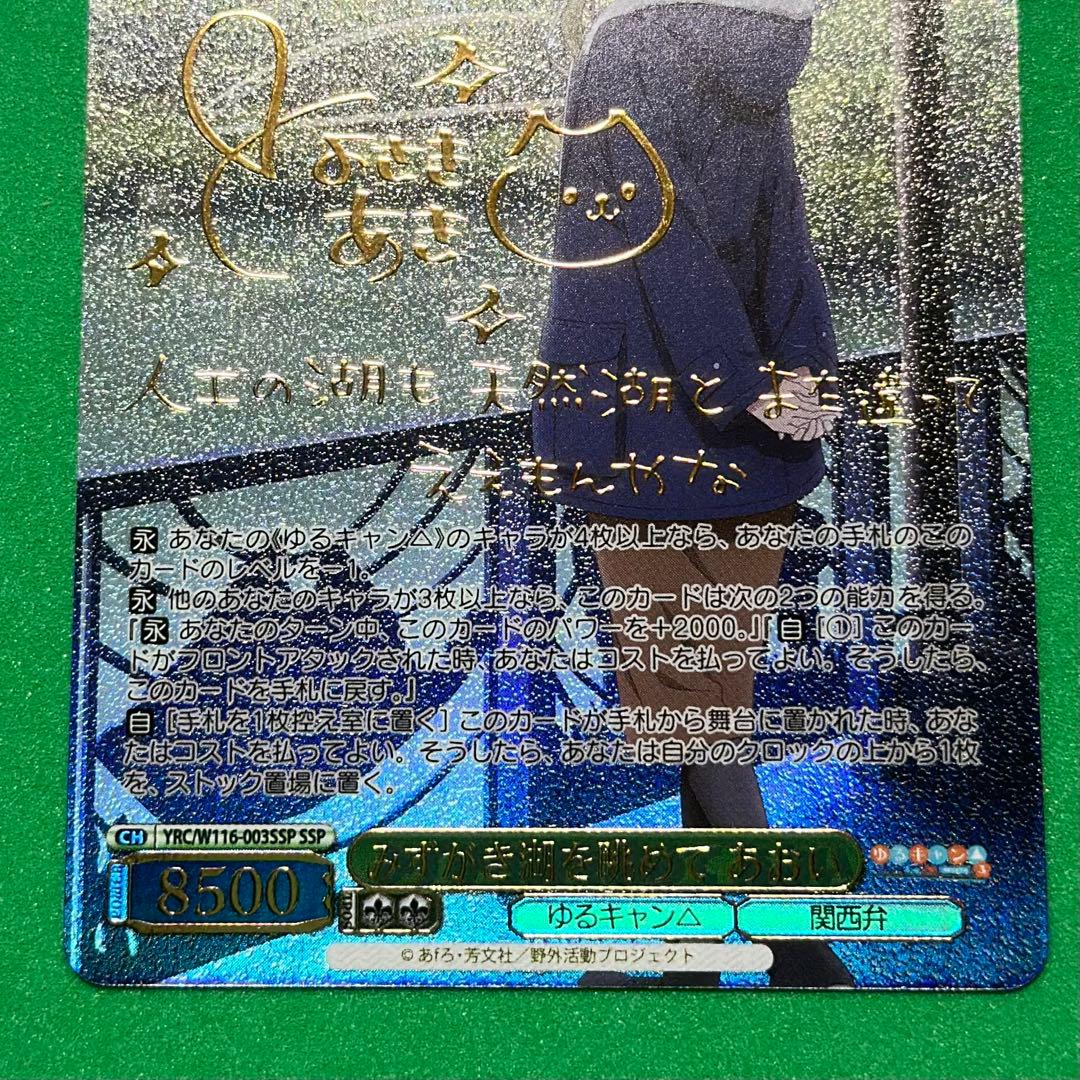 よさき
あき
人工の湖も天然湖とまた違って
ええもんやな
永 あなたの《ゆるキャン△》のキャラが4枚以上なら、あなたの手札のこの
カードのレベルを－1。
永 他のあなたのキャラが3枚以上なら、このカードは次の2つの能力を得る。
『永 あなたのターン中、このカードのパワーを＋2000。』『自 [①] このカー
ドがフロントアタックされた時、あなたはコストを払ってよい。そうしたら、
このカードを手札に戻す。』
自 [手札を1枚控え室に置く] このカードが手札から舞台に置かれた時、あな
たはコストを払ってよい。そうしたら、あなたは自分のクロックの上から1枚
を、ストック置場に置く。
CH YRC/W116-003SSP SSP
みずがき湖を眺めて あおい
ゆるキャン△
POWER 8500
SOUL
ゆるキャン△ 関西弁
©あfろ・芳文社／野外活動プロジェクト